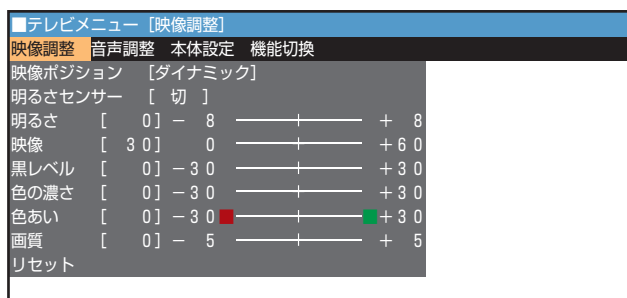 ■テレビメニュー [映像調整]
映像調整 音声調整 本体設定 機能切換
映像ポジション [ダイナミック]
明るさセンサー [ 切 ]
明るさ [ 0] － 8 ＋ 8
映像 [ 30] 0 ＋60
黒レベル [ 0] －30 ＋30
色の濃さ [ 0] －30 ＋30
色あい [ 0] －30 ＋30
画質 [ 0] － 5 ＋ 5
リセット